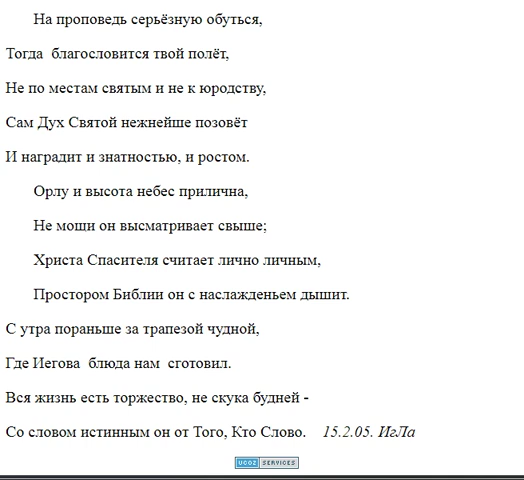 На проповедь серьёзную обуться,
Тогда  благословится твой полёт,
Не по местам святым и не к юродству,
Сам Дух Святой нежнейше позовёт
И наградит и знатностью, и ростом.
Орлу и высота небес прилична,
Не мощи он высматривает свыше;
Христа Спасителя считает лично личным,
Простором Библии он с наслажденьем дышит.
С утра пораньше за трапезой чудной,
Где Иегова  блюда нам  сготовил.
Вся жизнь есть торжество, не скука будней -
Со словом истинным он от Того, Кто Слово.    15.2.05. ИгЛа
UCOZ SERVICES